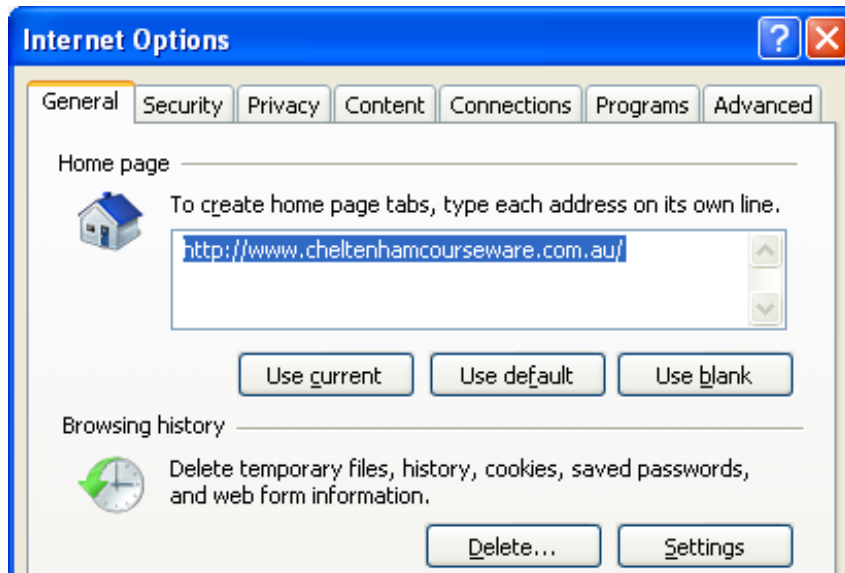 Internet Options
?
General Security Privacy Content Connections Programs Advanced
Home page
To create home page tabs, type each address on its own line.
http://www.cheltenhamcourseware.com.au/
Use current Use default Use blank
Browsing history
Delete temporary files, history, cookies, saved passwords,
and web form information.
Delete... Settings